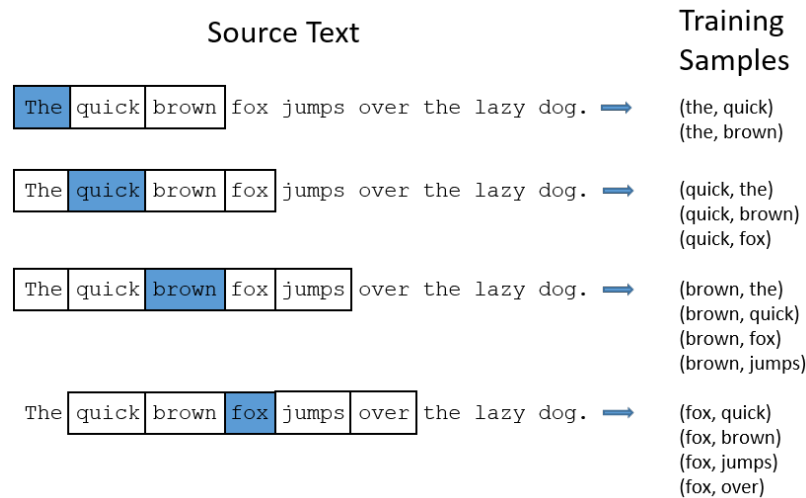 Source Text
Training
Samples
The quick brown fox jumps over the lazy dog.
(the, quick)
(the, brown)
The quick brown fox jumps over the lazy dog.
(quick, the)
(quick, brown)
(quick, fox)
The quick brown fox jumps over the lazy dog.
(brown, the)
(brown, quick)
(brown, fox)
(brown, jumps)
The quick brown fox jumps over the lazy dog.
(fox, quick)
(fox, brown)
(fox, jumps)
(fox, over)